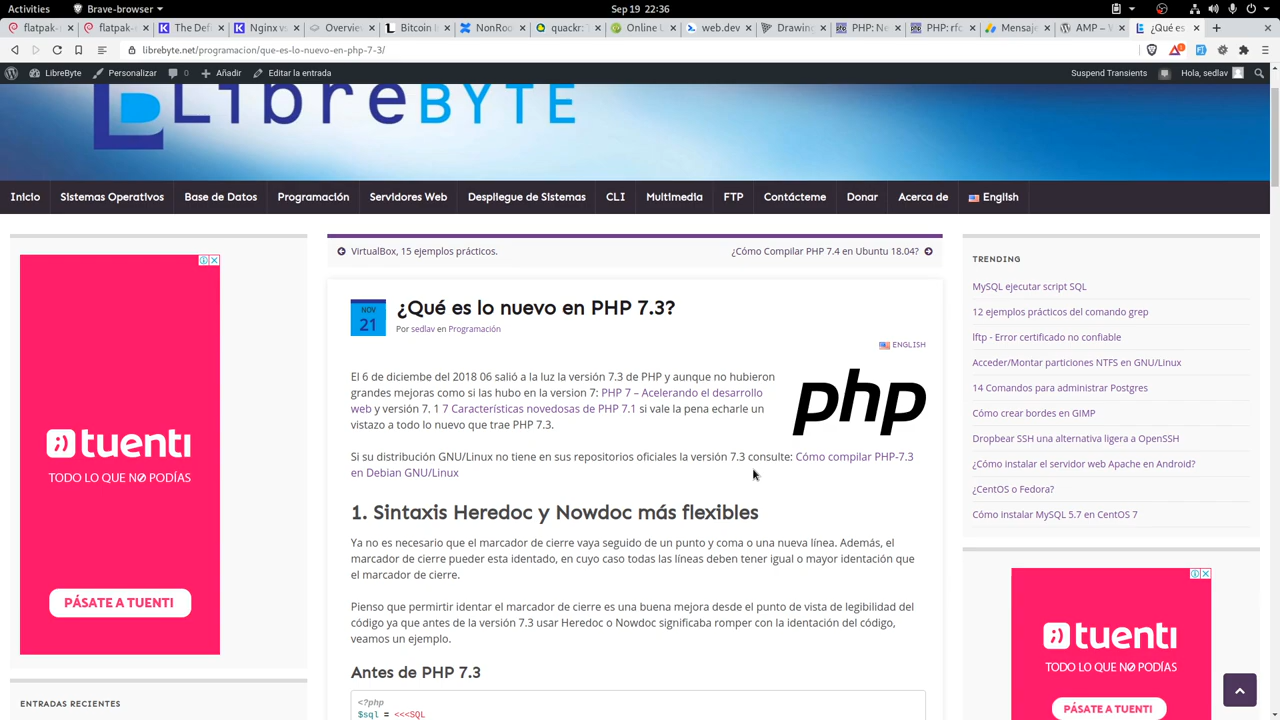 Activities
Brave-browser
Sep 19 22:36
flatpak-
flatpak-
The Def
Nginx v
Bitcoin
NonRoo
quackr:
Online U
web.dev
Drawing
PHP: Ne
PHP: rfc
Mensaje
AMP – W
¿Qué es
librebyte.net/programacion/que-es-lo-nuevo-en-php-7-3/
LibreByte
Personalizar
0
Añadir
Editar la entrada
Suspend Transients
Hola, sedlav
LibreBYTE
Inicio
Sistemas Operativos
Base de Datos
Programación
Servidores Web
Despliegue de Sistemas
CLI
Multimedia
FTP
Contácteme
Donar
Acerca de
English
tuenti
TODO LO QUE NO PODÍAS
PÁSATE A TUENTI
ENTRADAS RECIENTES
VirtualBox, 15 ejemplos prácticos.
¿Cómo Compilar PHP 7.4 en Ubuntu 18.04?
NOV
21
¿Qué es lo nuevo en PHP 7.3?
Por sedlav en Programación
ENGLISH
El 6 de diciembre del 2018 06 salió a la luz la versión 7.3 de PHP y aunque no hubieron
grandes mejoras como si las hubo en la version 7: PHP 7 – Acelerando el desarrollo
web y versión 7. 1 7 Características novedosas de PHP 7.1 si vale la pena echarle un
vistazo a todo lo nuevo que trae PHP 7.3.
php
Si su distribución GNU/Linux no tiene en sus repositorios oficiales la versión 7.3 consulte: Cómo compilar PHP-7.3
en Debian GNU/Linux
1. Sintaxis Heredoc y Nowdoc más flexibles
Ya no es necesario que el marcador de cierre vaya seguido de un punto y coma o una nueva línea. Además, el
marcador de cierre pueder esta identado, en cuyo caso todas las líneas deben tener igual o mayor identación que
el marcador de cierre.
Pienso que permirtir identar el marcador de cierre es una buena mejora desde el punto de vista de legibilidad del
código ya que antes de la versión 7.3 usar Heredoc o Nowdoc significaba romper con la identación del código,
veamos un ejemplo.
Antes de PHP 7.3
<?php
$sql = <<<SQL
TRENDING
MySQL ejecutar script SQL
12 ejemplos prácticos del comando grep
lftp - Error certificado no confiable
Acceder/Montar particiones NTFS en GNU/Linux
14 Comandos para administrar Postgres
Cómo crear bordes en GIMP
Dropbear SSH una alternativa ligera a OpenSSH
¿Cómo instalar el servidor web Apache en Android?
¿CentOS o Fedora?
Cómo instalar MySQL 5.7 en CentOS 7
tuenti
TODO LO QUE NO PODÍAS
PÁSATE A TUENTI